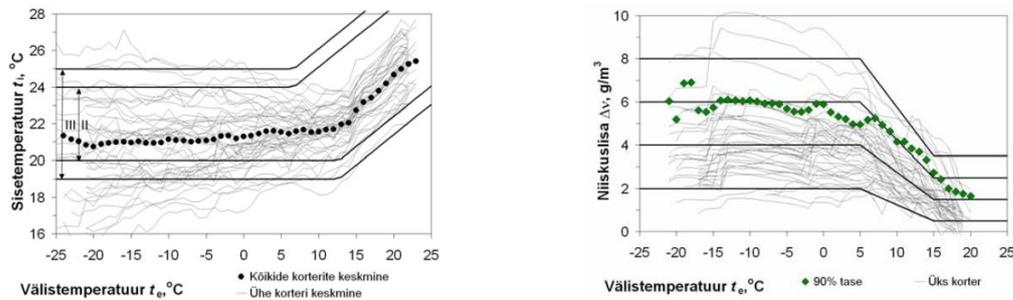 Sisetemperatuur tᵢ, °C
28
26
24
22
20
18
16
III
II
-25 -20 -15 -10 -5 0 5 10 15 20 25
Välistemperatuur tₑ,°C
Kõikide korterite keskmine
Ühe korteri keskmine
Niiskuslisa Δν, g/m³
10
8
6
4
2
0
-25 -20 -15 -10 -5 0 5 10 15 20 25
Välistemperatuur tₑ,°C
90% tase
Üks korter